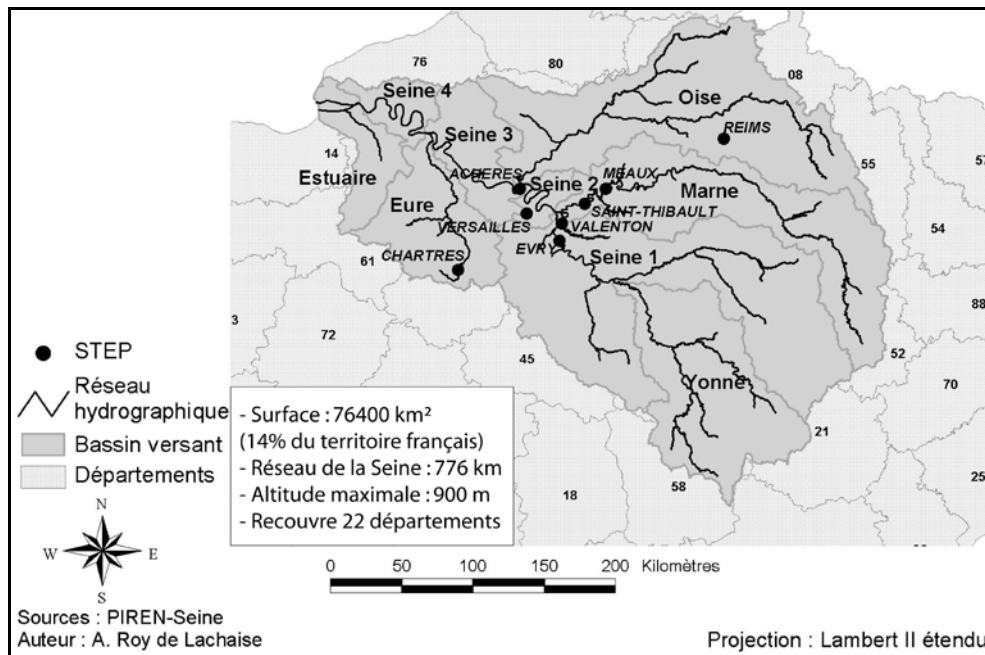 76
80
08
Seine 4
Oise
Seine 3
REIMS
14
55
57
Estuaire
ACHERES
Seine 2
MEAUX
Marne
Eure
SAINT-THIBAULT
VERSAILLES
VALENTON
54
EVRY
CHARTRES
61
Seine 1
88
3
72
45
52
70
Yonne
21
25
18
58
STEP
Réseau
hydrographique
Bassin versant
Départements
- Surface : 76400 km²
(14% du territoire français)
- Réseau de la Seine : 776 km
- Altitude maximale : 900 m
- Recouvre 22 départements
N
W E
S
0 50 100 150 200 Kilomètres
Sources : PIREN-Seine
Auteur : A. Roy de Lachaise
Projection : Lambert II étendu